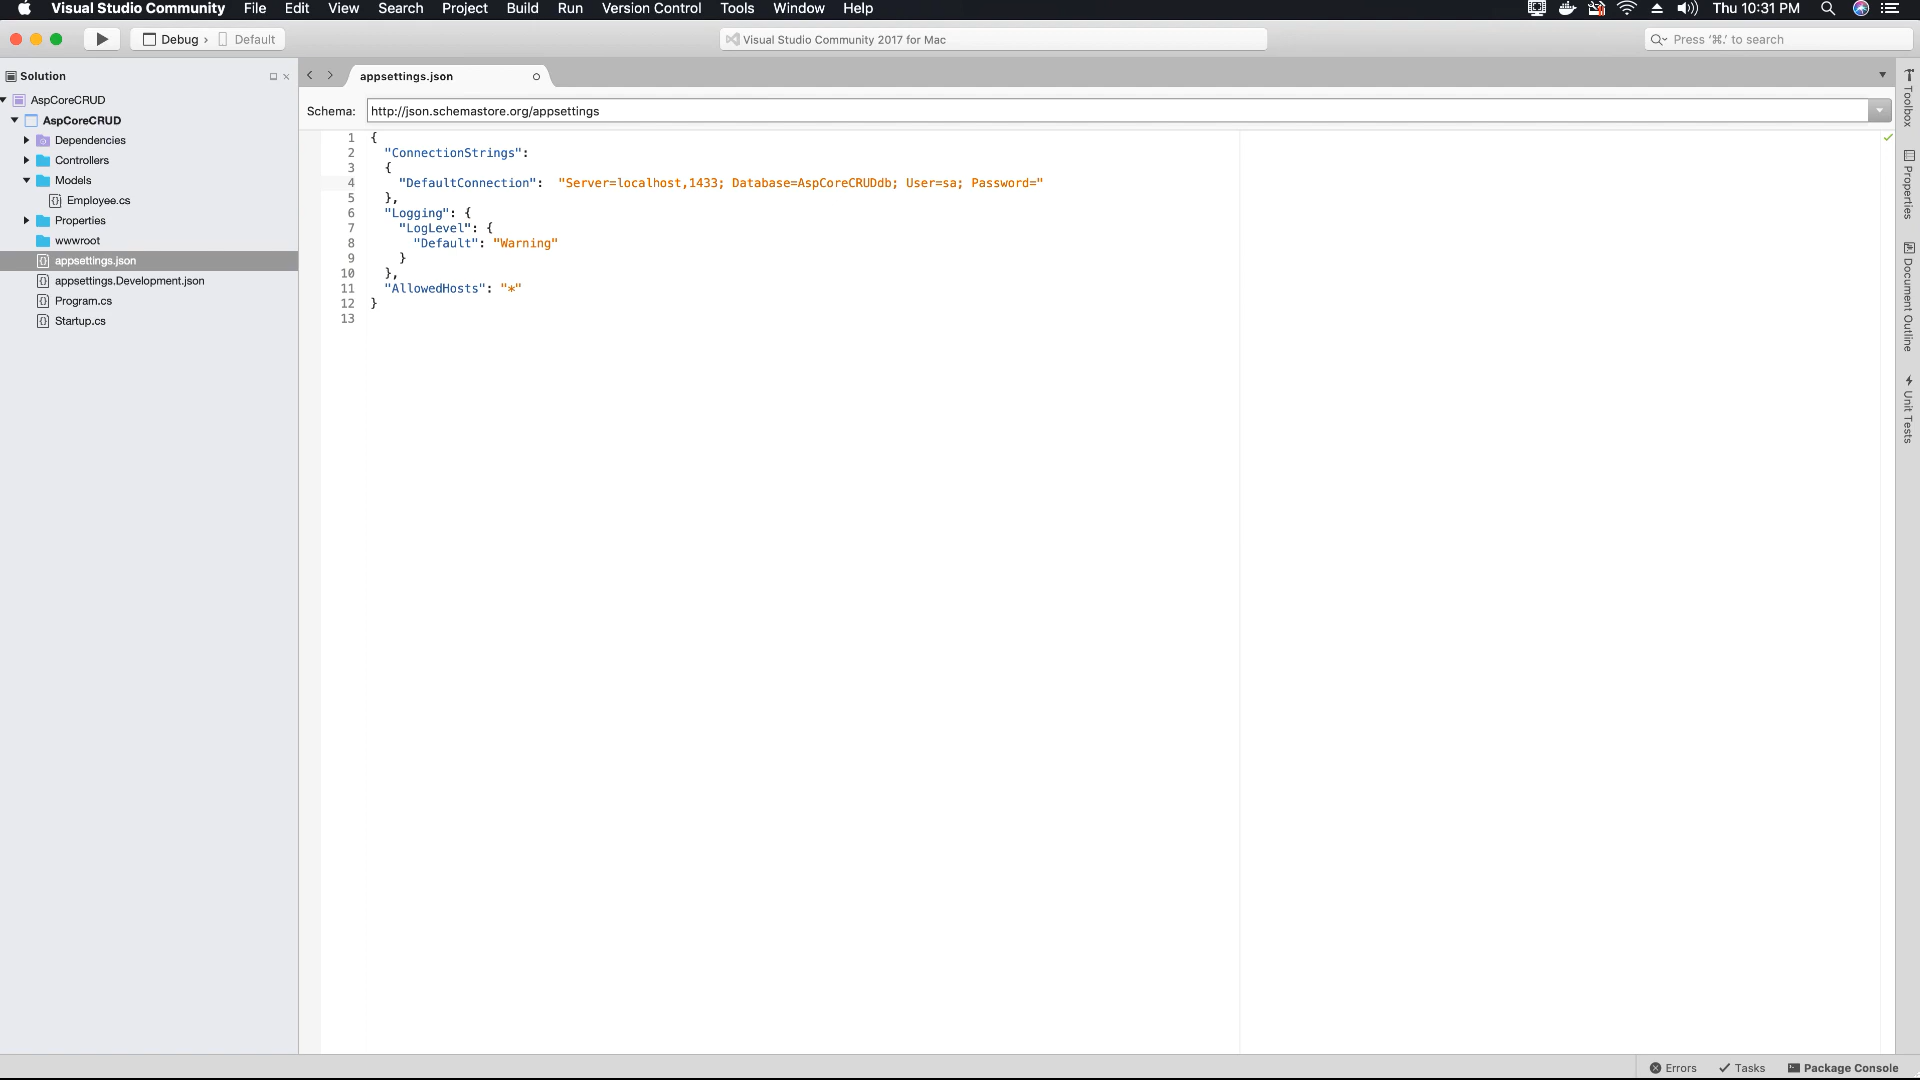 Visual Studio Community File Edit View Search Project Build Run Version Control Tools Window Help Thu 10:31 PM
Debug › Default Visual Studio Community 2017 for Mac Press ‘⌘.’ to search
Solution
AspCoreCRUD
AspCoreCRUD
Dependencies
Controllers
Models
Employee.cs
Properties
wwwroot
appsettings.json
appsettings.Development.json
Program.cs
Startup.cs
appsettings.json
Schema: http://json.schemastore.org/appsettings
1 {
2 "ConnectionStrings":
3 {
4 "DefaultConnection":  "Server=localhost,1433; Database=AspCoreCRUDdb; User=sa; Password="
5 },
6 "Logging": {
7 "LogLevel": {
8 "Default": "Warning"
9 }
10 },
11 "AllowedHosts": "*"
12 }
13
Toolbox
Properties
Document Outline
Unit Tests
Errors Tasks Package Console